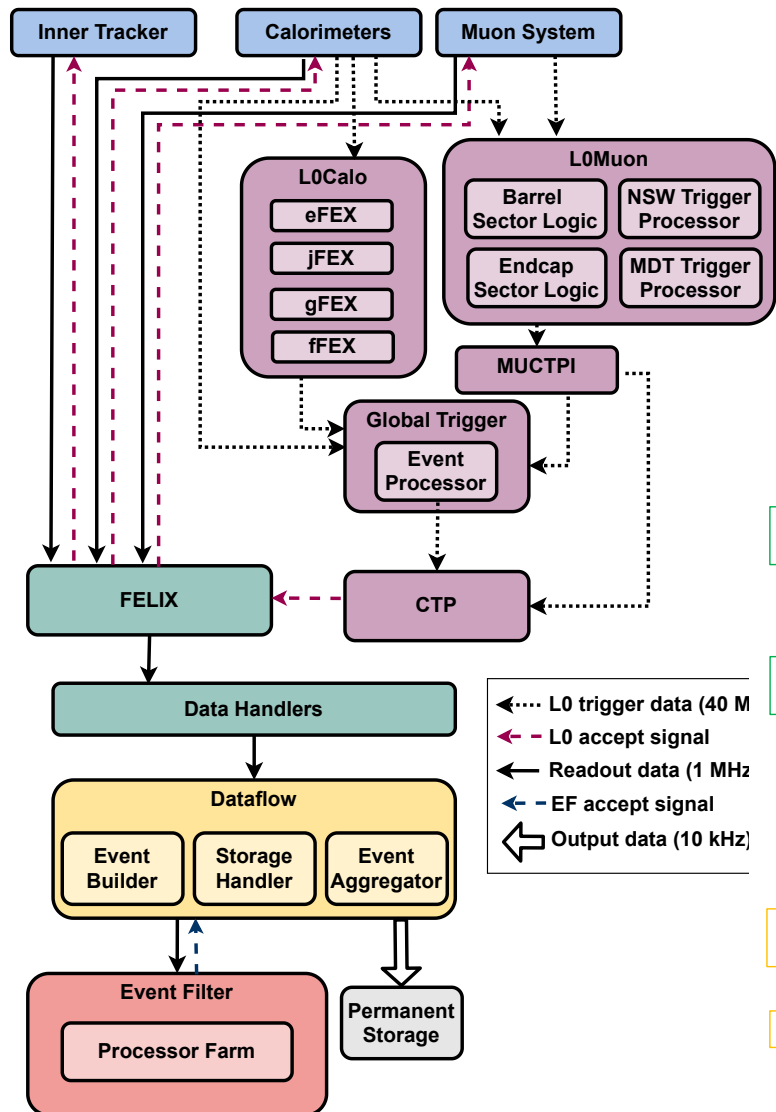 Inner Tracker
Calorimeters
Muon System
L0Calo
eFEX
jFEX
gFEX
fFEX
L0Muon
Barrel
Sector Logic
NSW Trigger
Processor
Endcap
Sector Logic
MDT Trigger
Processor
MUCTPI
Global Trigger
Event
Processor
FELIX
CTP
Data Handlers
L0 trigger data (40 M
L0 accept signal
Readout data (1 MHz
EF accept signal
Output data (10 kHz)
Dataflow
Event
Builder
Storage
Handler
Event
Aggregator
Event Filter
Processor Farm
Permanent
Storage